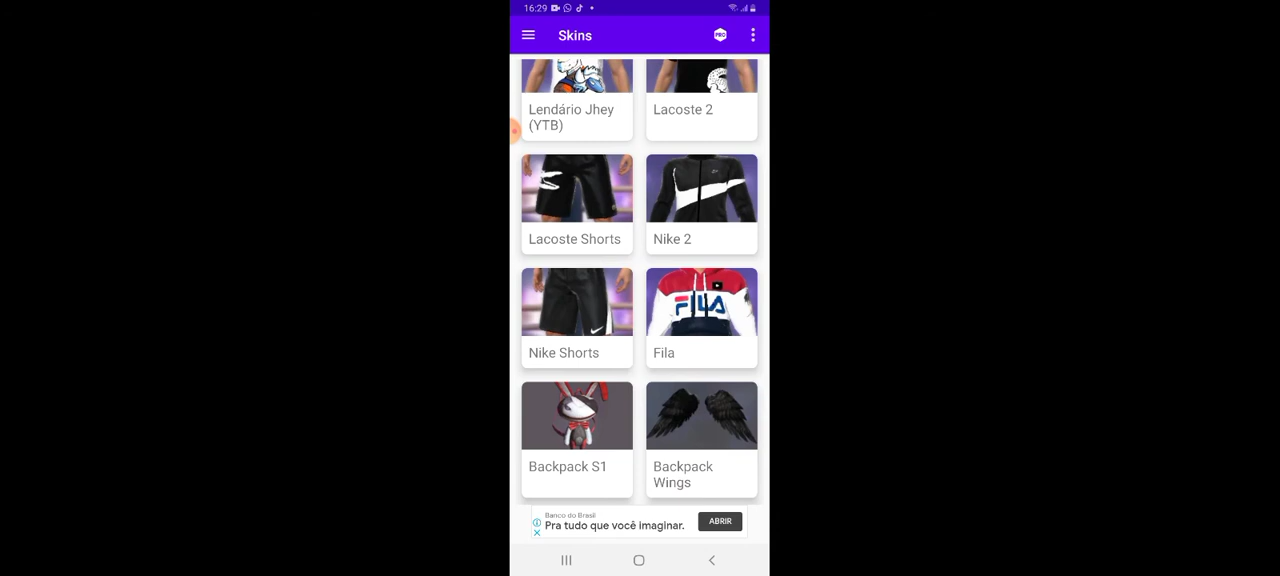 16:29
Skins
PRO
Lendário Jhey
(YTB)
Lacoste 2
Lacoste Shorts
Nike 2
Nike Shorts
FILA
Fila
Backpack S1
Backpack
Wings
Banco do Brasil
Pra tudo que você imaginar.
ABRIR